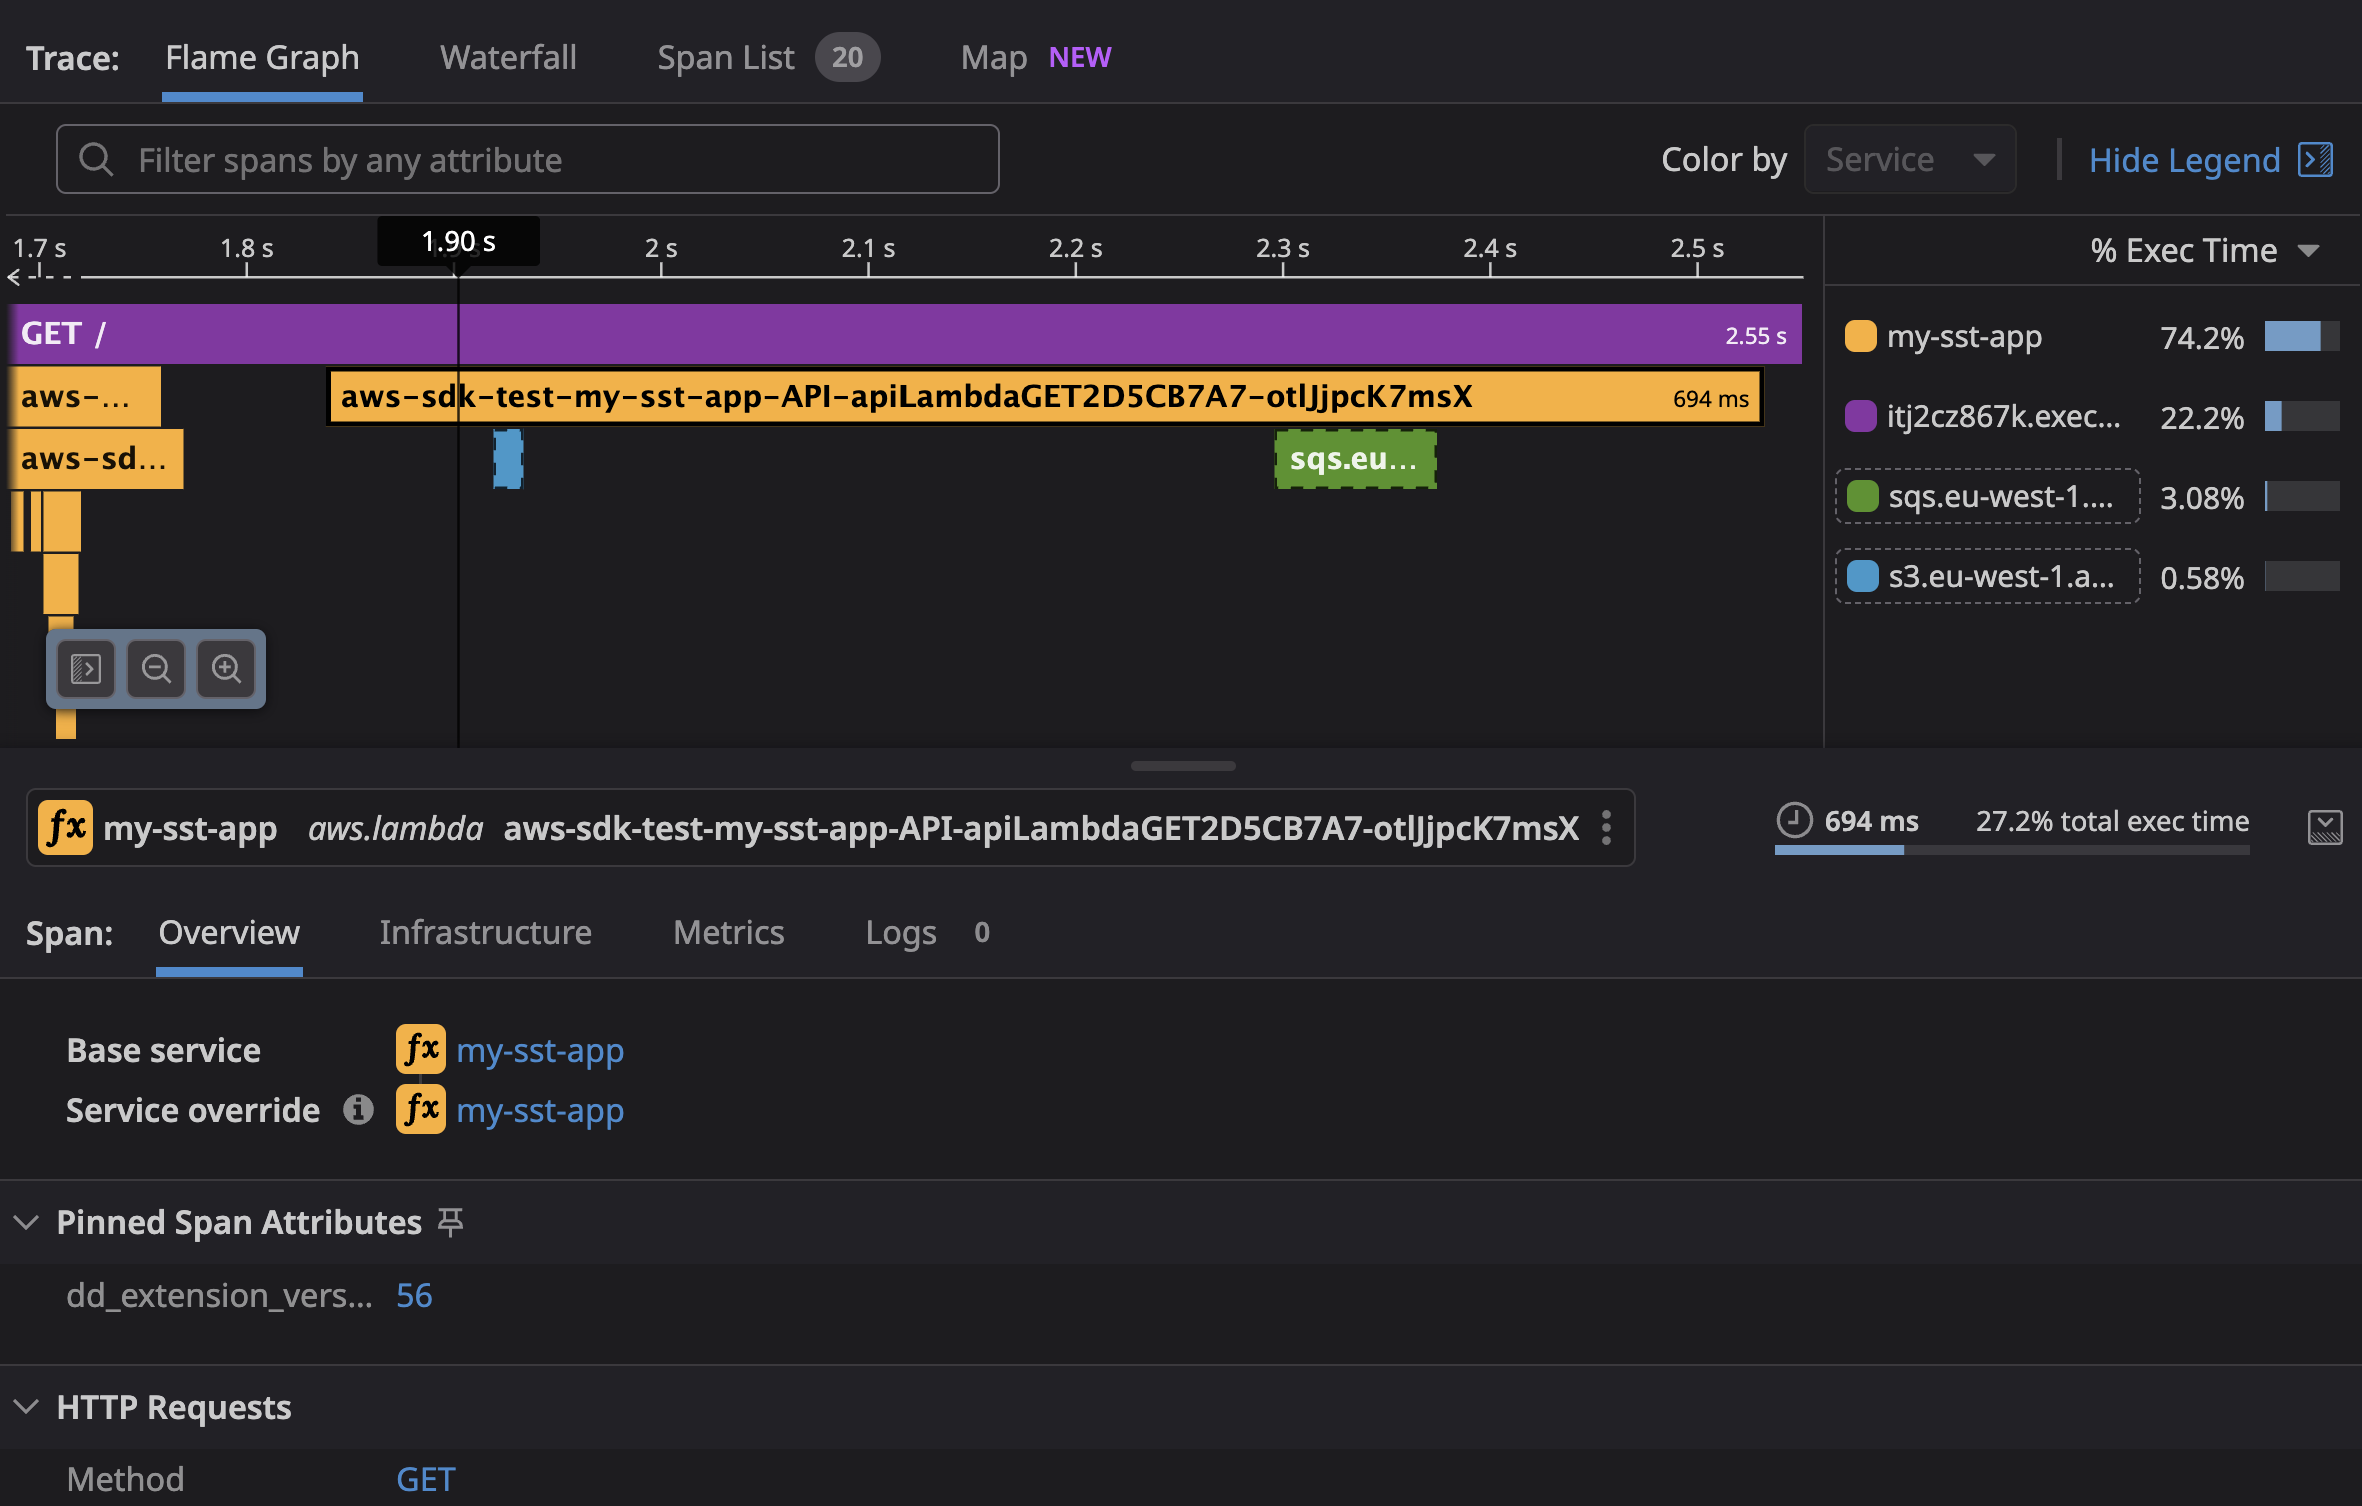 Trace: Flame Graph Waterfall Span List 20 Map NEW
Filter spans by any attribute
Color by Service Hide Legend
1.7 s 1.8 s 1.90 s 2 s 2.1 s 2.2 s 2.3 s 2.4 s 2.5 s
% Exec Time
GET / 2.55 s
aws-... aws-sdk-test-my-sst-app-API-apiLambdaGET2D5CB7A7-otlJjpcK7msX 694 ms
aws-sd... sqs.eu...
my-sst-app 74.2%
itj2cz867k.exec... 22.2%
sqs.eu-west-1.... 3.08%
s3.eu-west-1.a... 0.58%
fx my-sst-app aws.lambda aws-sdk-test-my-sst-app-API-apiLambdaGET2D5CB7A7-otlJjpcK7msX
694 ms 27.2% total exec time
Span: Overview Infrastructure Metrics Logs 0
Base service fx my-sst-app
Service override fx my-sst-app
Pinned Span Attributes
dd_extension_vers... 56
HTTP Requests
Method GET